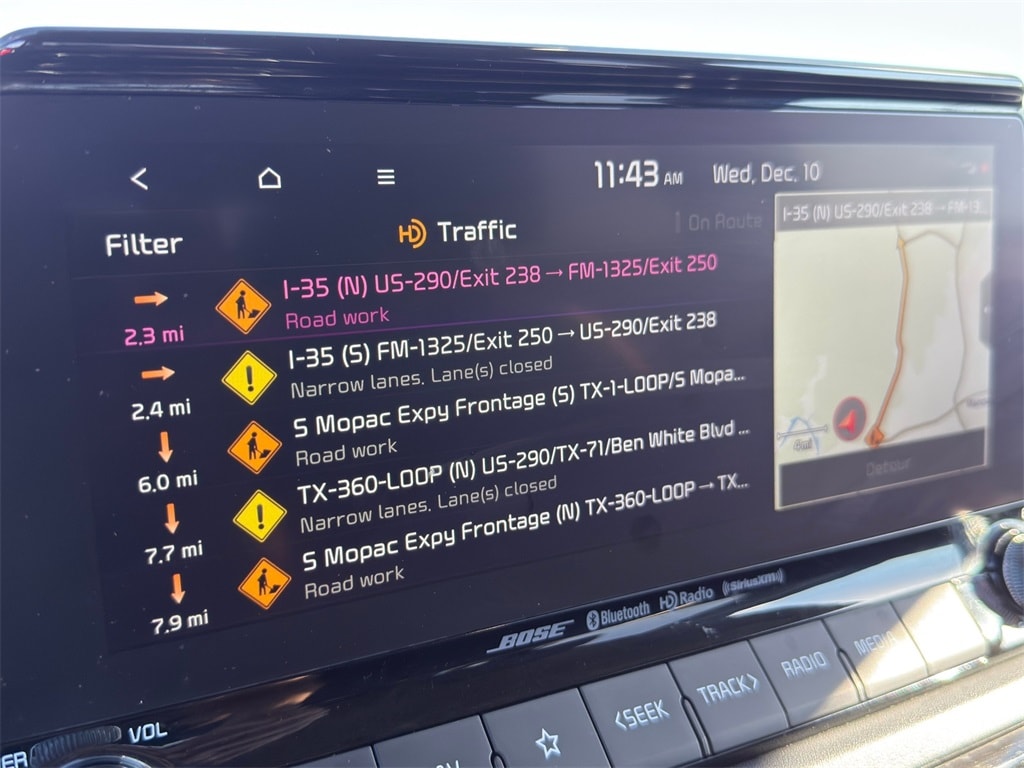 11:43 AM Wed, Dec. 10
Filter
HD Traffic
On Route
I-35 (N) US-290/Exit 238 → FM-13...
I-35 (N) US-290/Exit 238 → FM-1325/Exit 250
Road work
2.3 mi
I-35 (S) FM-1325/Exit 250 → US-290/Exit 238
Narrow lanes. Lane(s) closed
2.4 mi
S Mopac Expy Frontage (S) TX-1-LOOP/S Mopa...
Road work
6.0 mi
TX-360-LOOP (N) US-290/TX-71/Ben White Blvd ...
Narrow lanes. Lane(s) closed
7.7 mi
S Mopac Expy Frontage (N) TX-360-LOOP → TX...
Road work
7.9 mi
4mi
Detour
BOSE Bluetooth HD Radio SiriusXM
VOL
<SEEK
TRACK>
RADIO
MEDIA